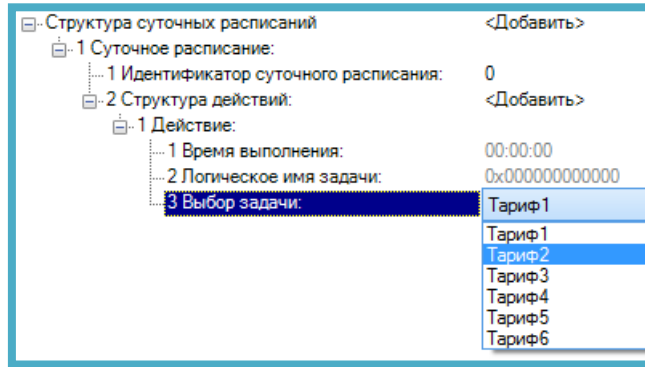 Структура суточных расписаний <Добавить>
1 Суточное расписание:
1 Идентификатор суточного расписания: 0
2 Структура действий: <Добавить>
1 Действие:
1 Время выполнения: 00:00:00
2 Логическое имя задачи: 0x000000000000
3 Выбор задачи: Тариф1
Тариф1
Тариф2
Тариф3
Тариф4
Тариф5
Тариф6